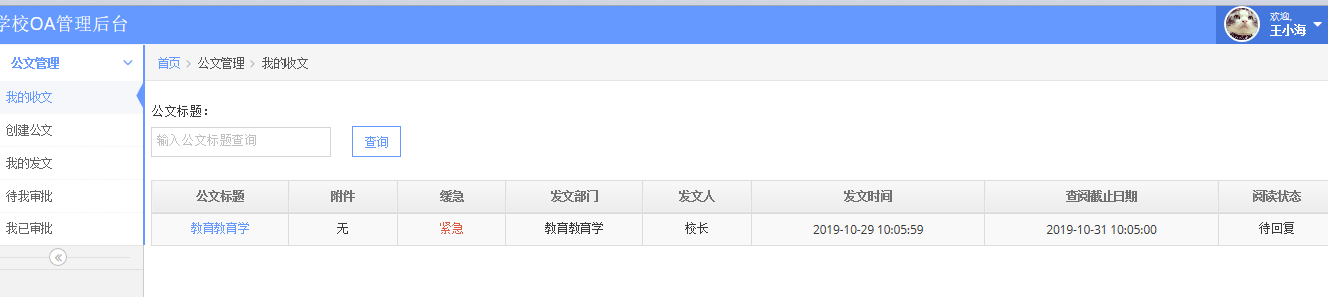 学校OA管理后台
欢迎,
王小海
公文管理
首页 > 公文管理 > 我的收文
我的收文
创建公文
我的发文
待我审批
我已审批
公文标题：
输入公文标题查询
查询
公文标题 附件 缓急 发文部门 发文人 发文时间 查阅截止日期 阅读状态
教育教育学 无 紧急 教育教育学 校长 2019-10-29 10:05:59 2019-10-31 10:05:00 待回复